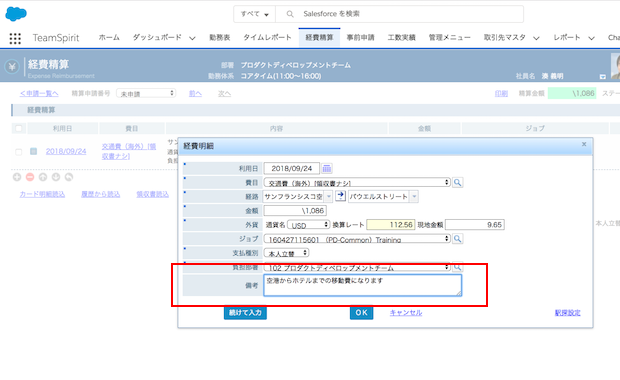 すべて
Salesforce を検索
TeamSpirit
ホーム
ダッシュボード
勤務表
タイムレポート
経費精算
事前申請
工数実績
管理メニュー
取引先マスタ
レポート
Cha
経費精算
Expense Reimbursement
部署 プロダクトディベロップメントチーム
勤務体系 コアタイム(11:00〜16:00)
社員名
<申請一覧へ
精算申請番号
未申請
前へ
次へ
印刷
精算金額
\1,086
ステー
経費精算
利用日
費目
内容
金額
ジョブ
2018/09/24
交通費（海外）[領収書ナシ]
カード明細読込
履歴から読込
領収書読込
本人立替
経費明細
利用日 2018/09/24
費目 交通費（海外）[領収書ナシ]
経路 サンフランシスコ空 パウエルストリート
金額 \1,086
外貨 通貨名 USD 換算レート 112.56 現地金額 9.65
ジョブ 160427115601 （PD-Common）Training
支払種別 本人立替
負担部署 102 プロダクトディベロップメントチーム
備考 空港からホテルまでの移動費になります
続けて入力
OK
キャンセル
駅探設定